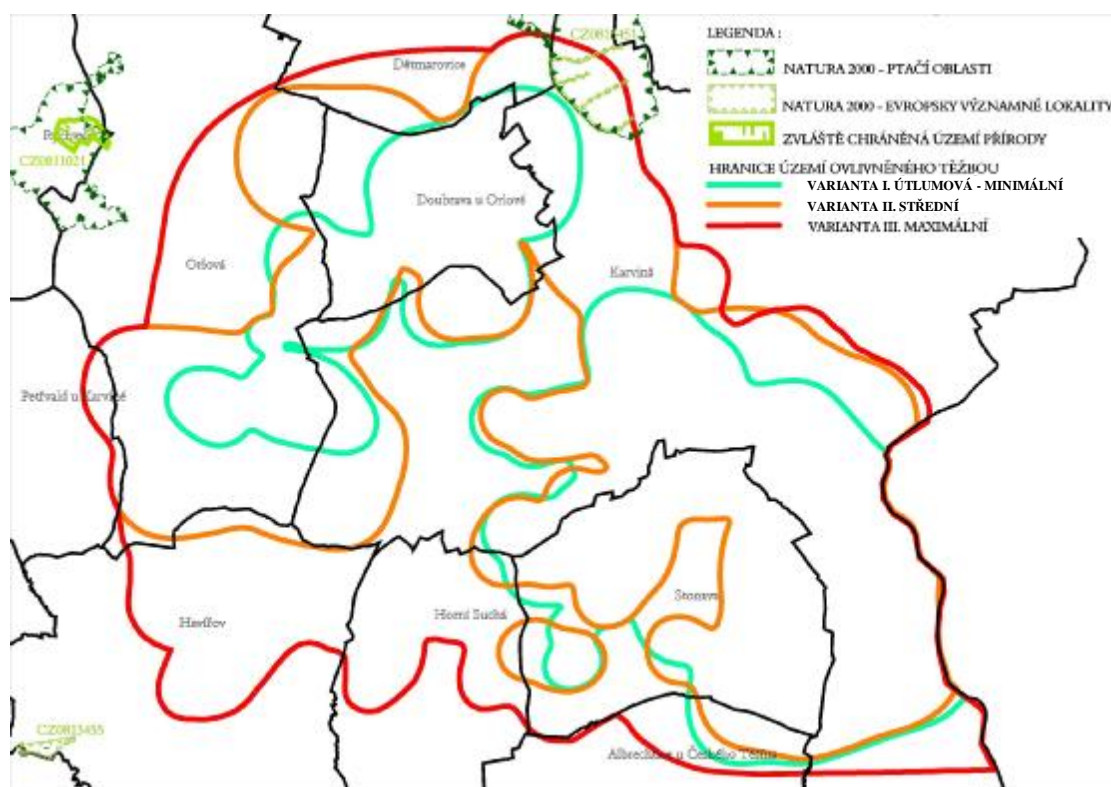 CZ0813451
LEGENDA :
NATURA 2000 - PTAČÍ OBLASTI
NATURA 2000 - EVROPSKY VÝZNAMNÉ LOKALITY
ZVLÁŠTĚ CHRÁNĚNÁ ÚZEMÍ PŘÍRODY
HRANICE ÚZEMÍ OVLIVNĚNÉHO TĚŽBOU
VARIANTA I. ÚTLUMOVÁ - MINIMÁLNÍ
VARIANTA II. STŘEDNÍ
VARIANTA III. MAXIMÁLNÍ
Dětmarovice
CZ0811021
Doubrava u Orlové
Orlová
Karviná
Petřvald u Karviné
Stonava
Horní Suchá
Havířov
CZ0813455
Albrechtice u Českého Těšína